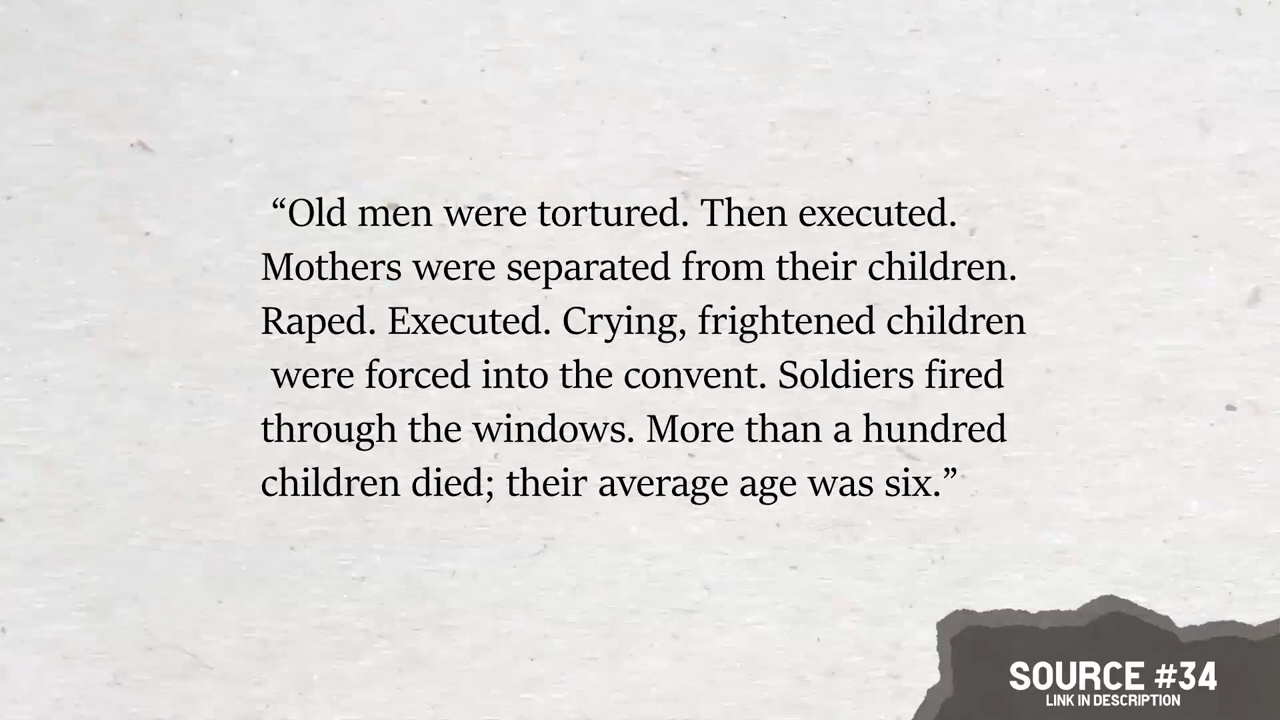 “Old men were tortured. Then executed.
Mothers were separated from their children.
Raped. Executed. Crying, frightened children
were forced into the convent. Soldiers fired
through the windows. More than a hundred
children died; their average age was six.”
SOURCE #34
LINK IN DESCRIPTION